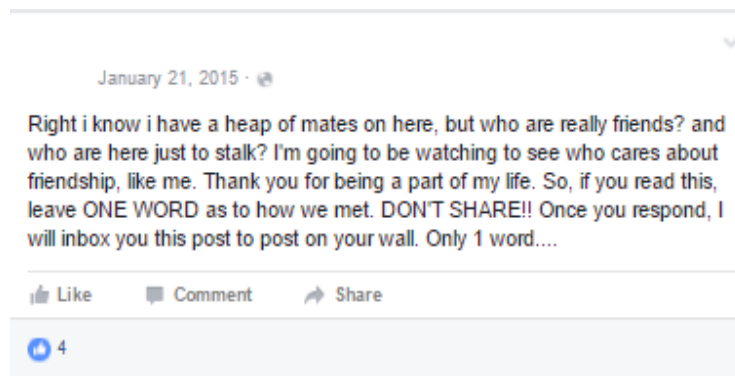 January 21, 2015 ·
Right i know i have a heap of mates on here, but who are really friends? and
who are here just to stalk? I'm going to be watching to see who cares about
friendship, like me. Thank you for being a part of my life. So, if you read this,
leave ONE WORD as to how we met. DON'T SHARE!! Once you respond, I
will inbox you this post to post on your wall. Only 1 word....
Like Comment Share
4